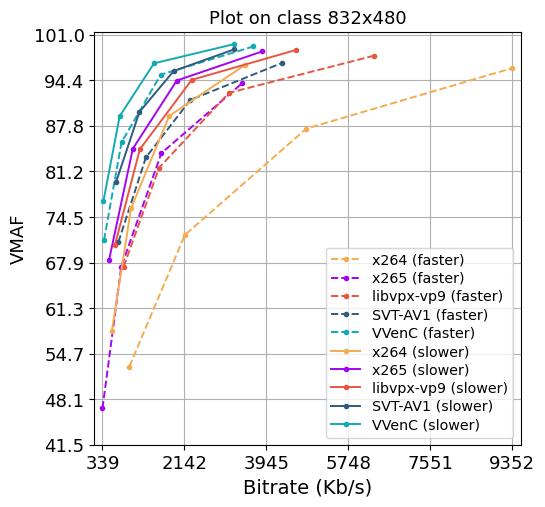 Plot on class 832x480
VMAF
101.0
94.4
87.8
81.2
74.5
67.9
61.3
54.7
48.1
41.5
x264 (faster)
x265 (faster)
libvpx-vp9 (faster)
SVT-AV1 (faster)
VVenC (faster)
x264 (slower)
x265 (slower)
libvpx-vp9 (slower)
SVT-AV1 (slower)
VVenC (slower)
339 2142 3945 5748 7551 9352
Bitrate (Kb/s)